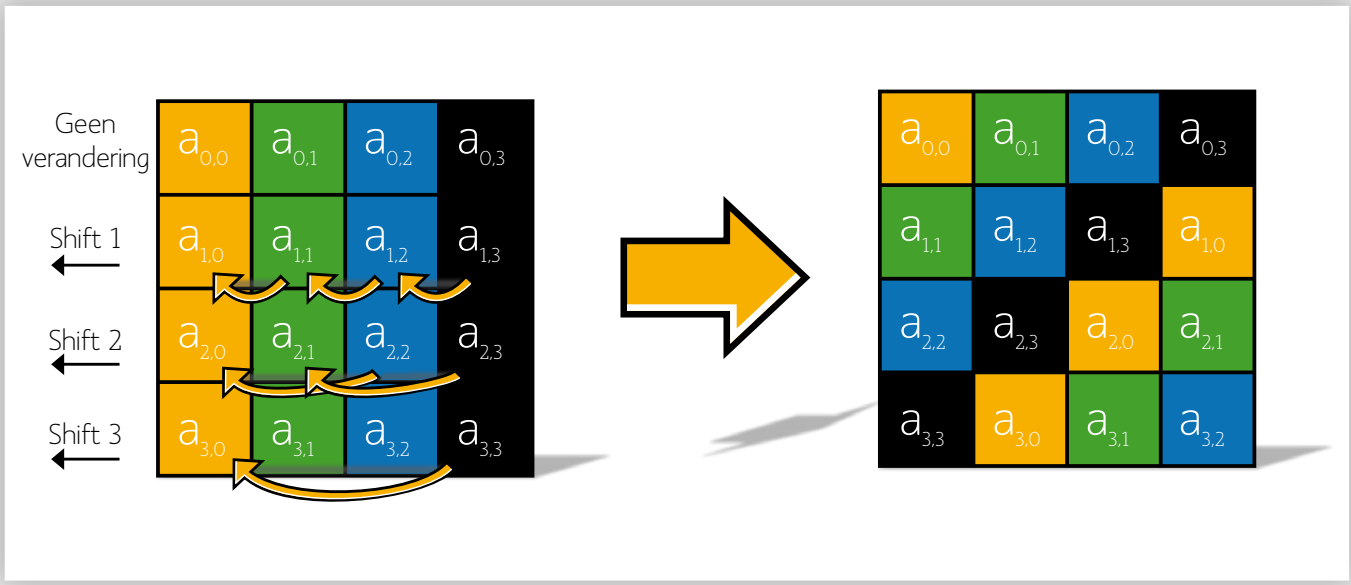 Geen
verandering
a0,0 a0,1 a0,2 a0,3
Shift 1
a1,0 a1,1 a1,2 a1,3
Shift 2
a2,0 a2,1 a2,2 a2,3
Shift 3
a3,0 a3,1 a3,2 a3,3
a0,0 a0,1 a0,2 a0,3
a1,1 a1,2 a1,3 a1,0
a2,2 a2,3 a2,0 a2,1
a3,3 a3,0 a3,1 a3,2